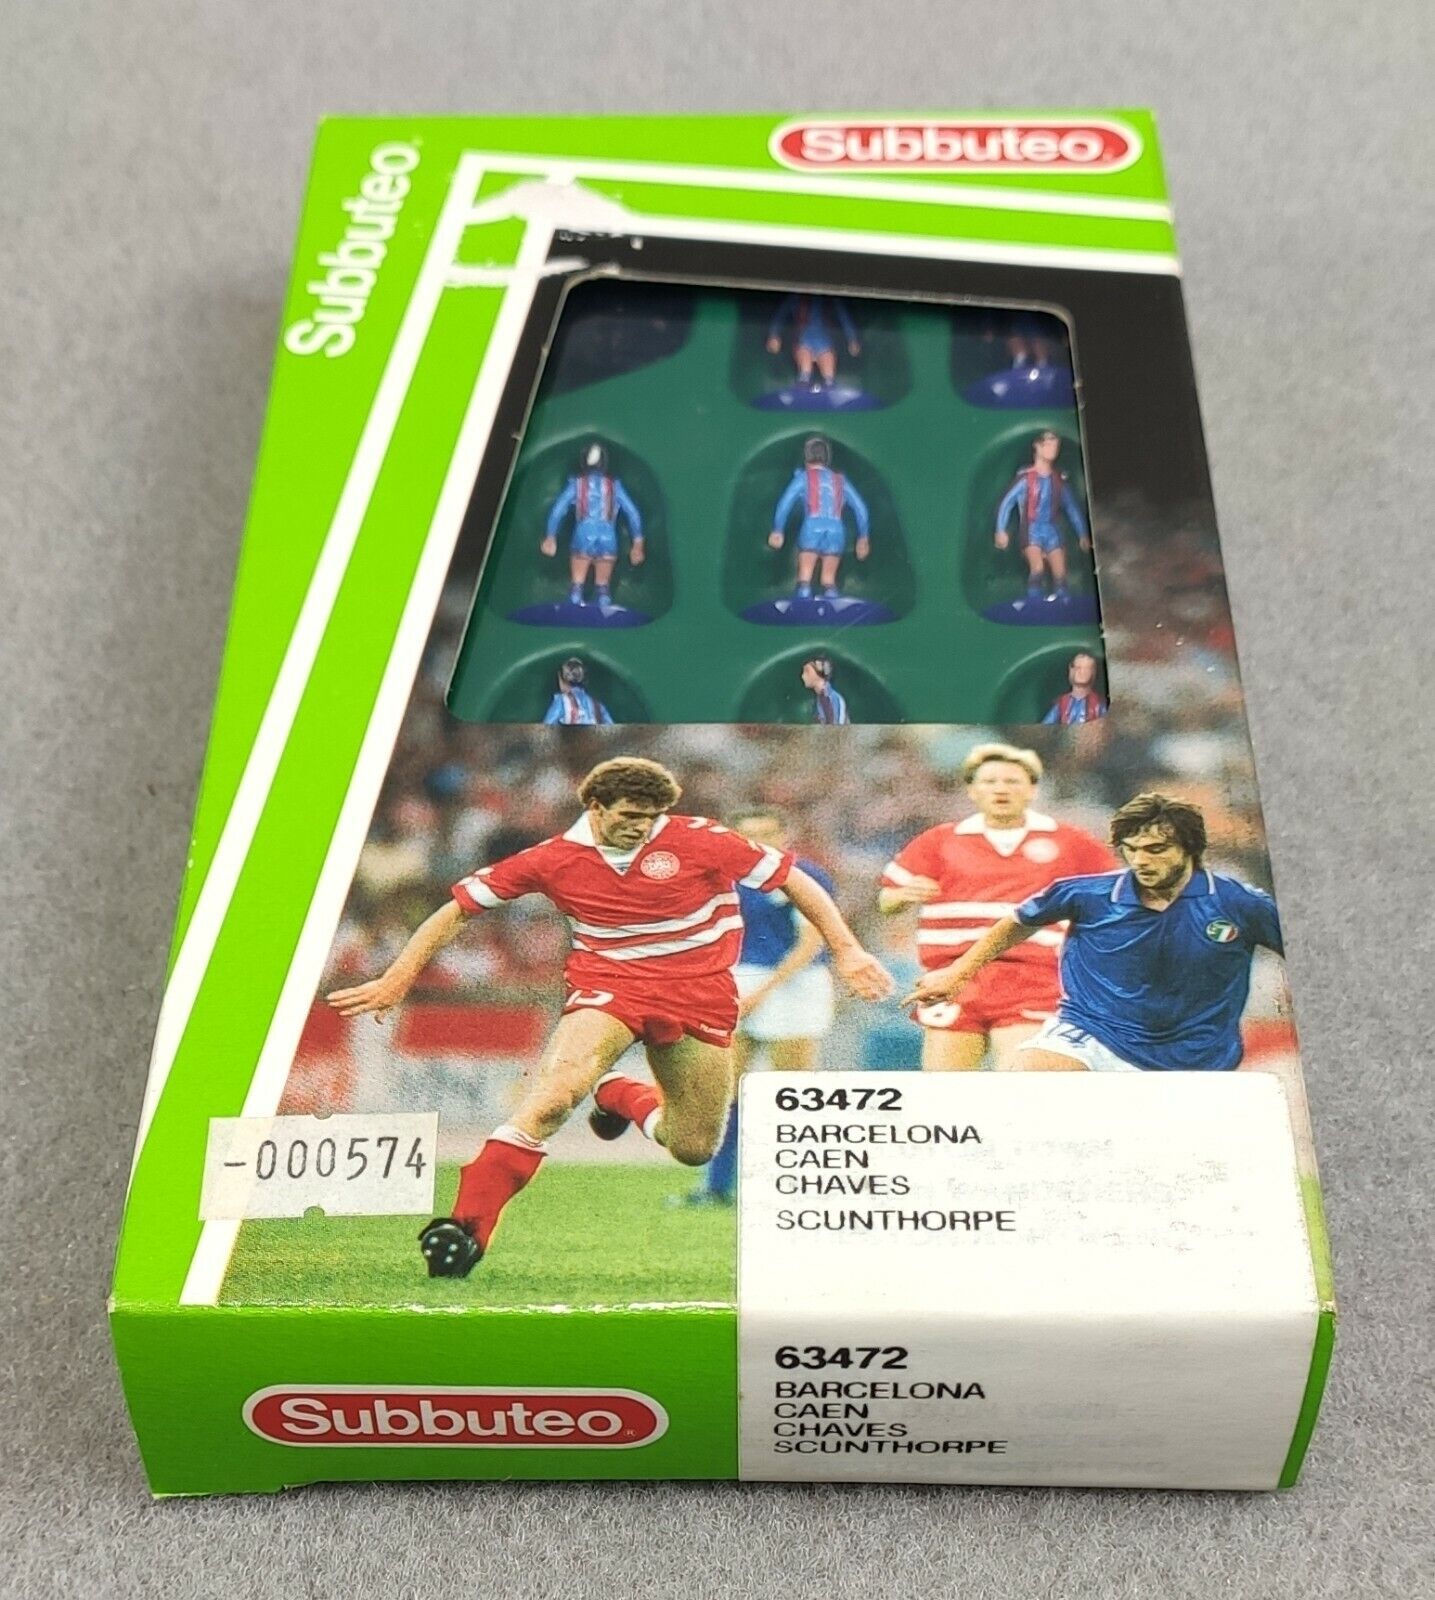 Subbuteo
Subbuteo
63472
BARCELONA
CAEN
CHAVES
SCUNTHORPE
-000574
Subbuteo
63472
BARCELONA
CAEN
CHAVES
SCUNTHORPE